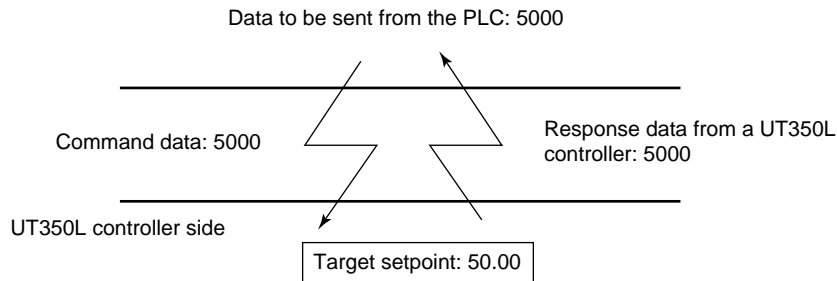 Data to be sent from the PLC: 5000
Command data: 5000
Response data from a UT350L
controller: 5000
UT350L controller side
Target setpoint: 50.00